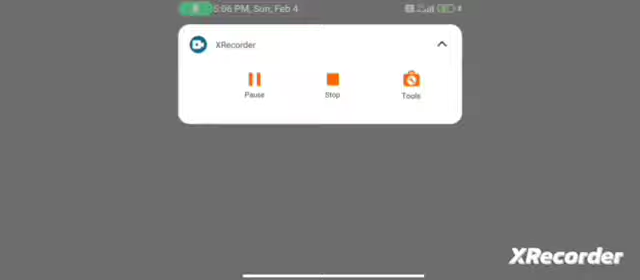 5:06 PM, Sun, Feb 4
XRecorder
Pause
Stop
Tools
XRecorder